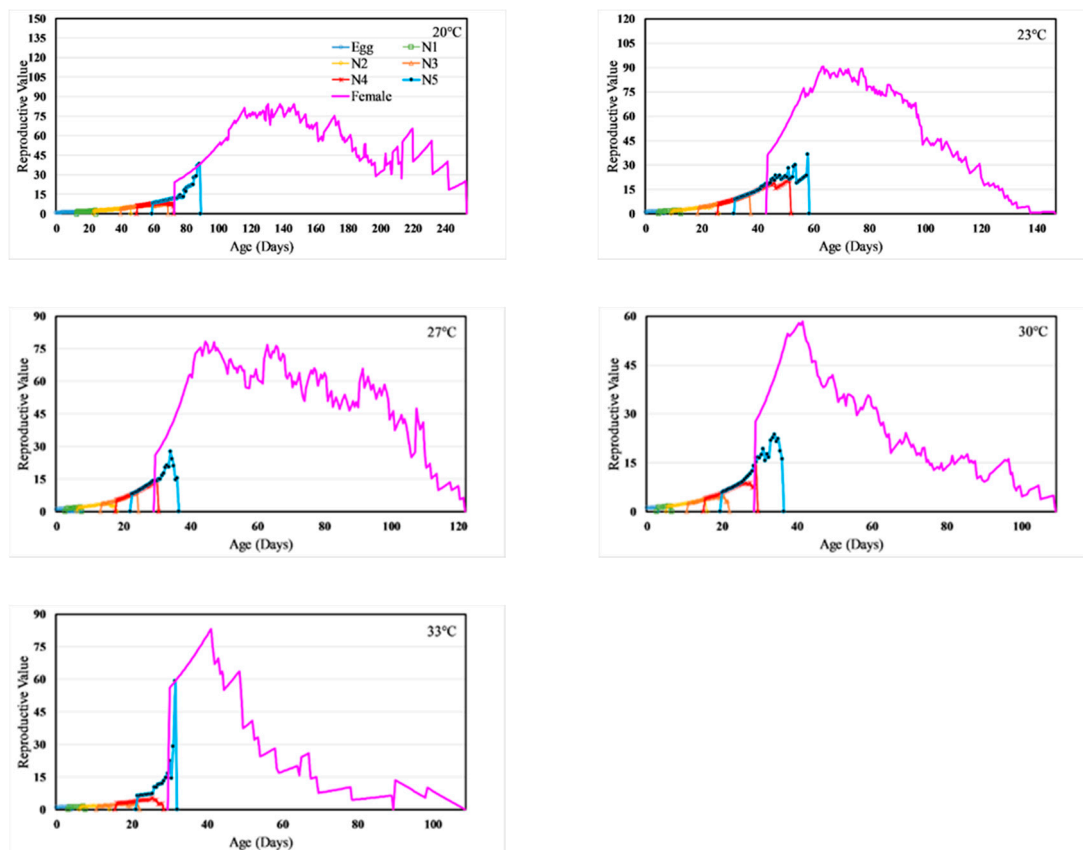 20°C
Egg N1
N2 N3
N4 N5
Female
Reproductive Value
150
135
120
105
90
75
60
45
30
15
0
0 20 40 60 80 100 120 140 160 180 200 220 240
Age (Days)
23°C
Reproductive Value
120
105
90
75
60
45
30
15
0
0 20 40 60 80 100 120 140
Age (Days)
27°C
Reproductive Value
90
75
60
45
30
15
0
0 20 40 60 80 100 120
Age (Days)
30°C
Reproductive Value
60
45
30
15
0
0 20 40 60 80 100
Age (Days)
33°C
Reproductive Value
90
75
60
45
30
15
0
0 20 40 60 80 100
Age (Days)